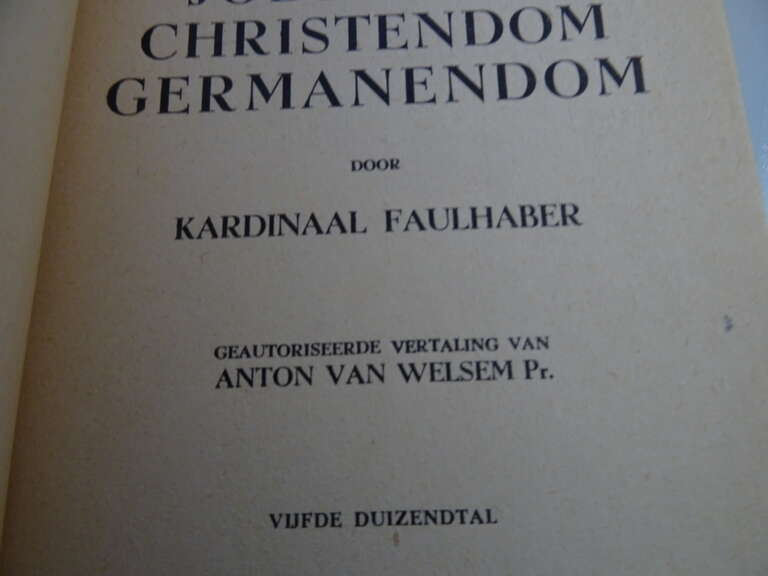 CHRISTENDOM
GERMANENDOM
DOOR
KARDINAAL FAULHABER
GEAUTORISEERDE VERTALING VAN
ANTON VAN WELSEM Pr.
VIJFDE DUIZENDTAL